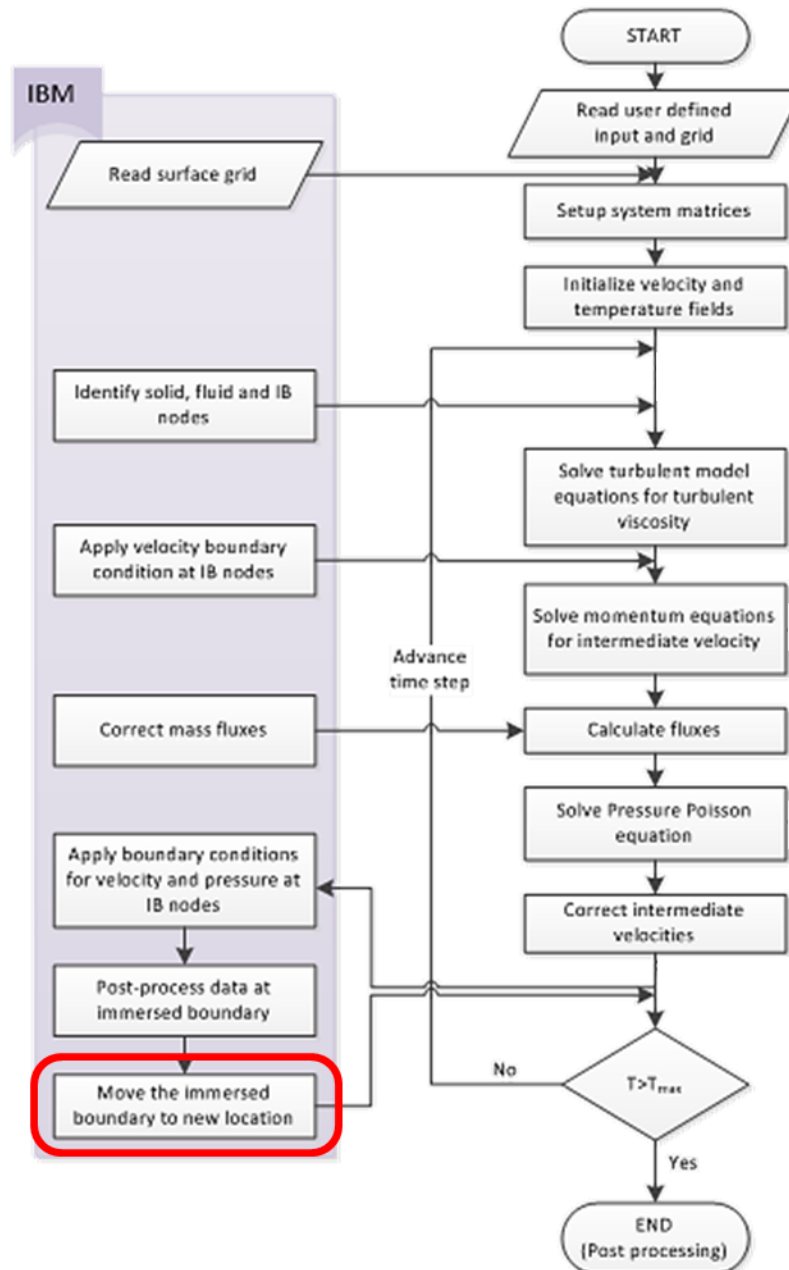 START
IBM
Read user defined
input and grid
Read surface grid
Setup system matrices
Initialize velocity and
temperature fields
Identify solid, fluid and IB
nodes
Solve turbulent model
equations for turbulent
viscosity
Apply velocity boundary
condition at IB nodes
Solve momentum equations
for intermediate velocity
Advance
time step
Correct mass fluxes
Calculate fluxes
Solve Pressure Poisson
equation
Apply boundary conditions
for velocity and pressure at
IB nodes
Correct intermediate
velocities
Post-process data at
immersed boundary
Move the immersed
boundary to new location
No
T>Tmax
Yes
END
(Post processing)